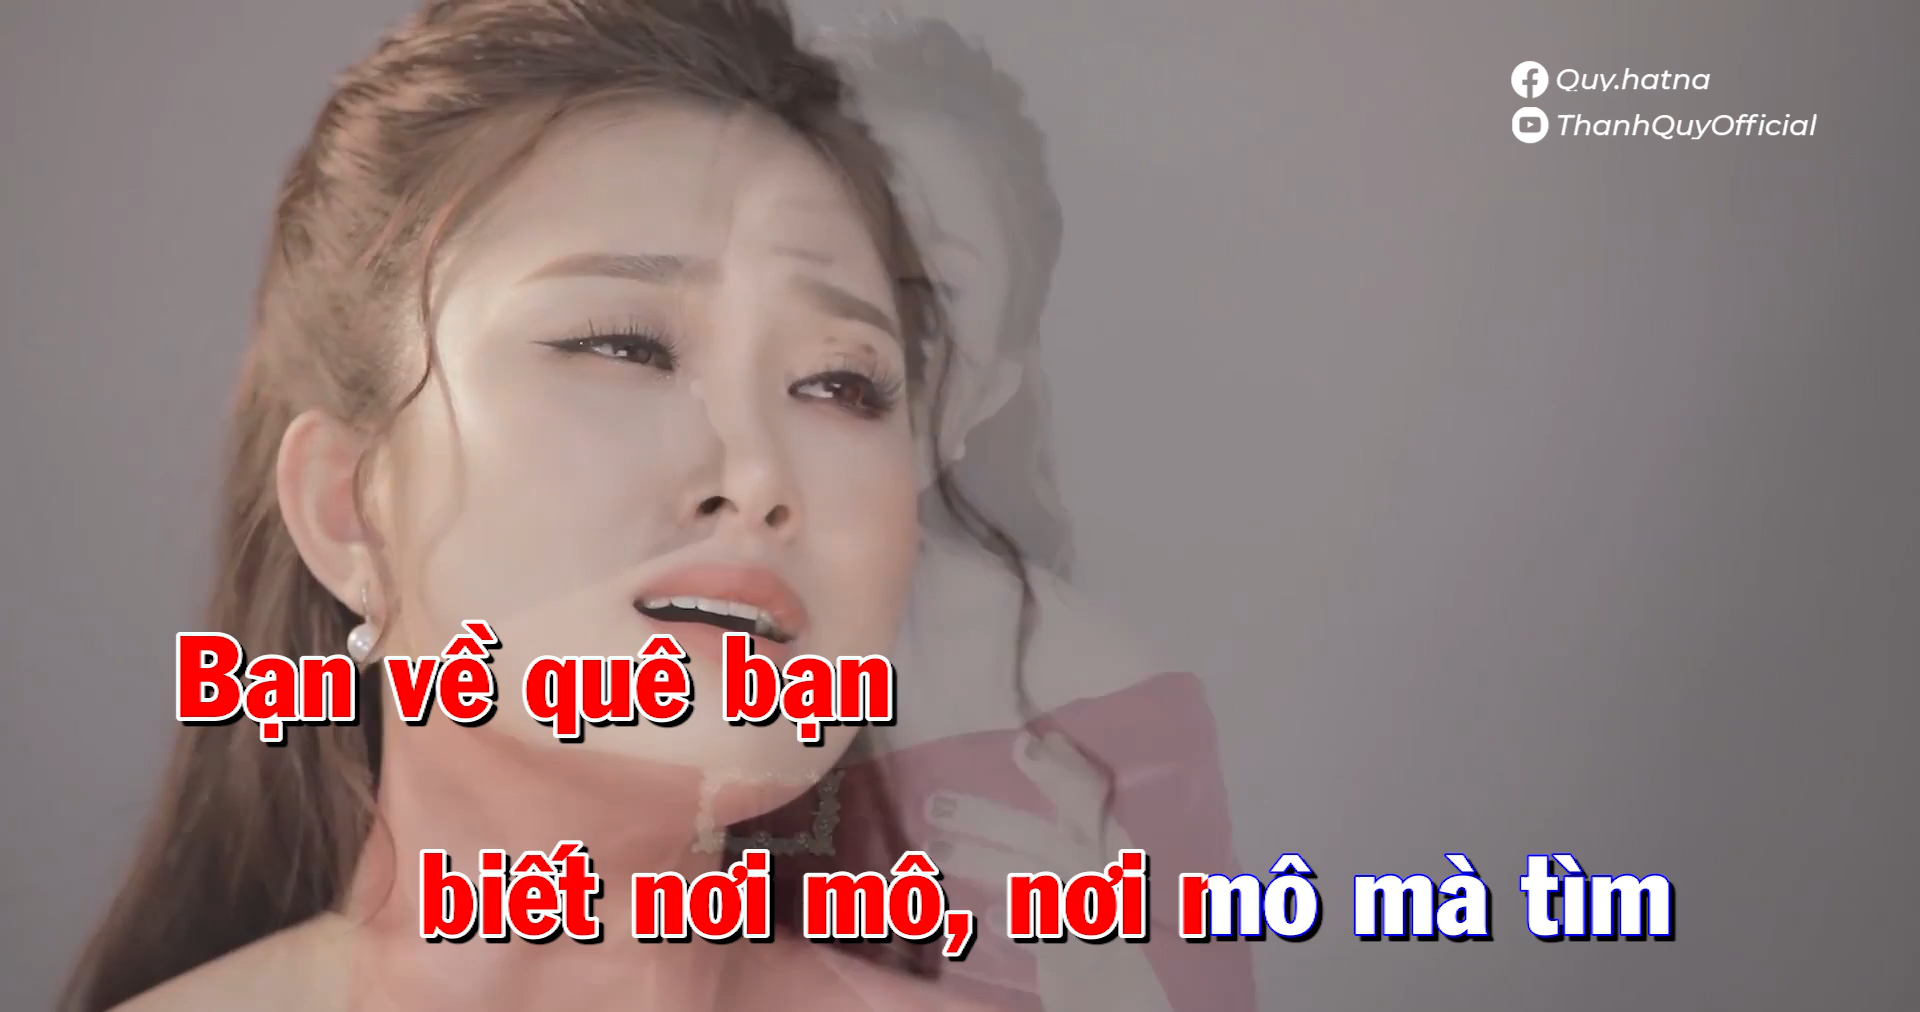 Quy.hatna
ThanhQuyOfficial
Bạn về quê bạn
biết nơi mô, nơi mô mà tìm